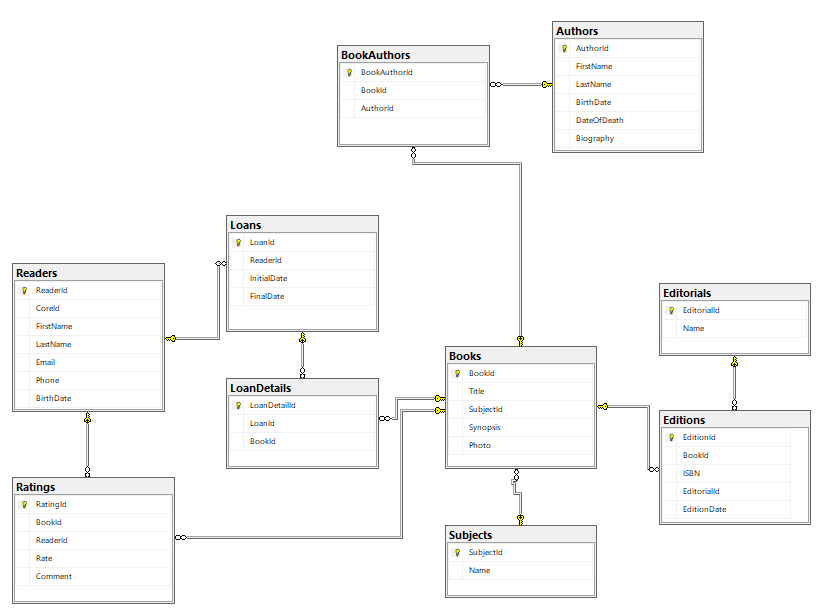 Authors
AuthorId
FirstName
LastName
BirthDate
DateOfDeath
Biography
BookAuthors
BookAuthorId
BookId
AuthorId
Loans
LoanId
ReaderId
InitialDate
FinalDate
Readers
ReaderId
CoreId
FirstName
LastName
Email
Phone
BirthDate
Editorials
EditorialId
Name
Books
BookId
Title
SubjectId
Synopsis
Photo
LoanDetails
LoanDetailId
LoanId
BookId
Editions
EditionId
BookId
ISBN
EditorialId
EditionDate
Ratings
RatingId
BookId
ReaderId
Rate
Comment
Subjects
SubjectId
Name